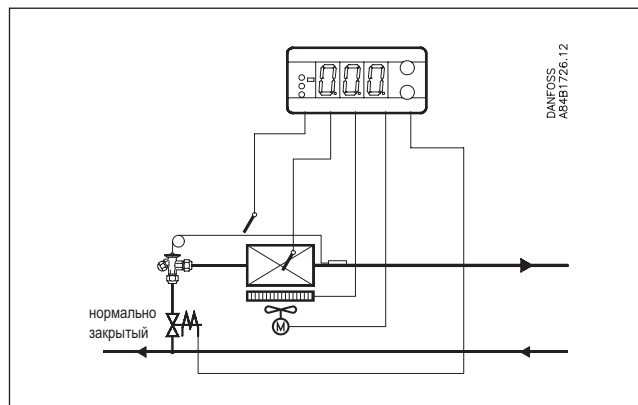 DANFOSS
A84B1726.12
нормально
закрытый
M